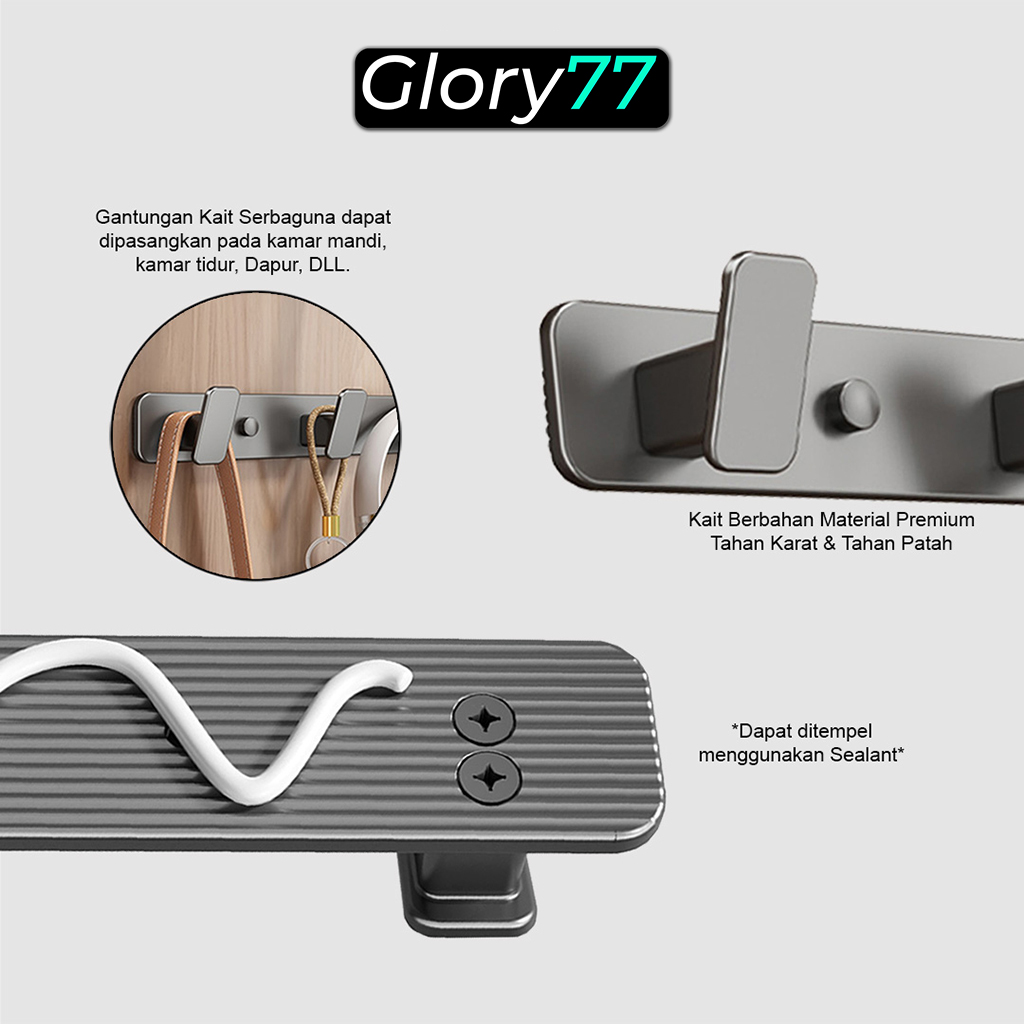 Glory77
Gantungan Kait Serbaguna dapat
dipasangkan pada kamar mandi,
kamar tidur, Dapur, DLL.
Kait Berbahan Material Premium
Tahan Karat & Tahan Patah
*Dapat ditempel
menggunakan Sealant*